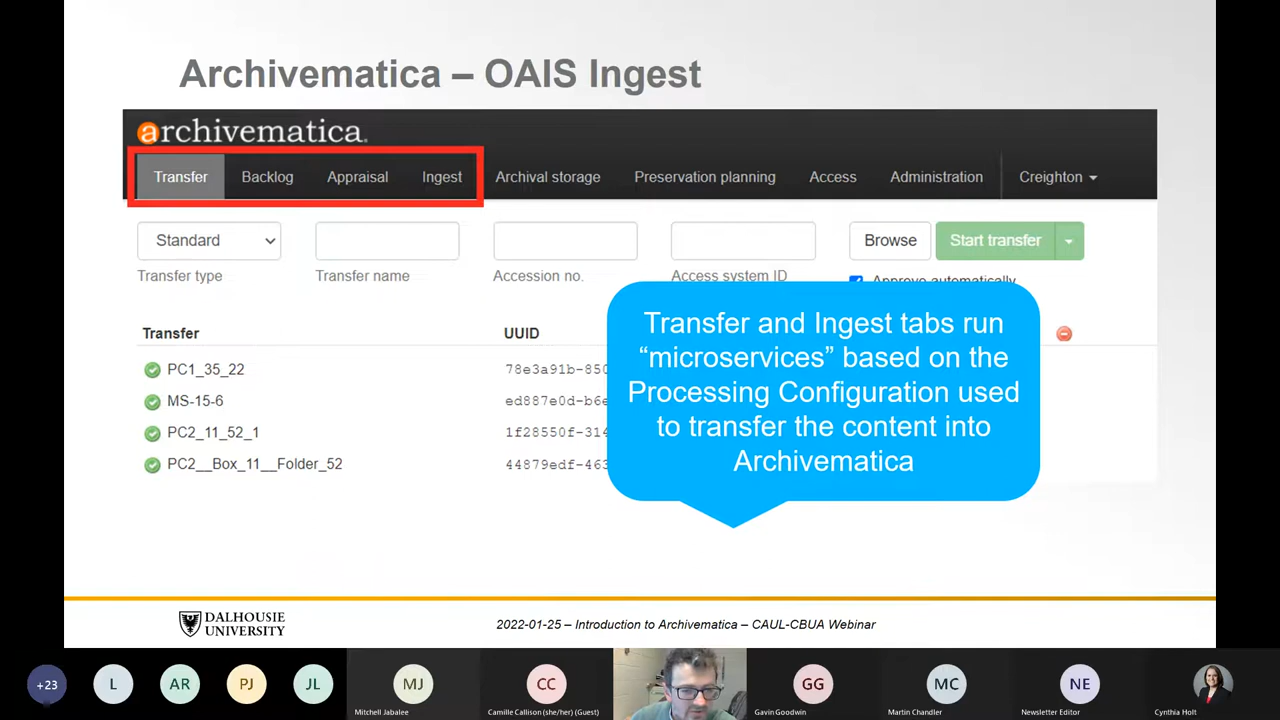 Archivematica – OAIS Ingest
archivematica.
Transfer Backlog Appraisal Ingest Archival storage Preservation planning Access Administration Creighton
Standard Browse Start transfer
Transfer type Transfer name Accession no. Access system ID Approve automatically
Transfer UUID
PC1_35_22 78e3a91b-850
MS-15-6 ed887e0d-b6e
PC2_11_52_1 1f28550f-314
PC2__Box_11__Folder_52 44879edf-463
Transfer and Ingest tabs run
“microservices” based on the
Processing Configuration used
to transfer the content into
Archivematica
DALHOUSIE
UNIVERSITY
2022-01-25 – Introduction to Archivematica – CAUL-CBUA Webinar
+23 L AR PJ JL MJ CC GG MC NE
Mitchell Jabalee Camille Callison (she/her) (Guest) Gavin Goodwin Martin Chandler Newsletter Editor Cynthia Holt